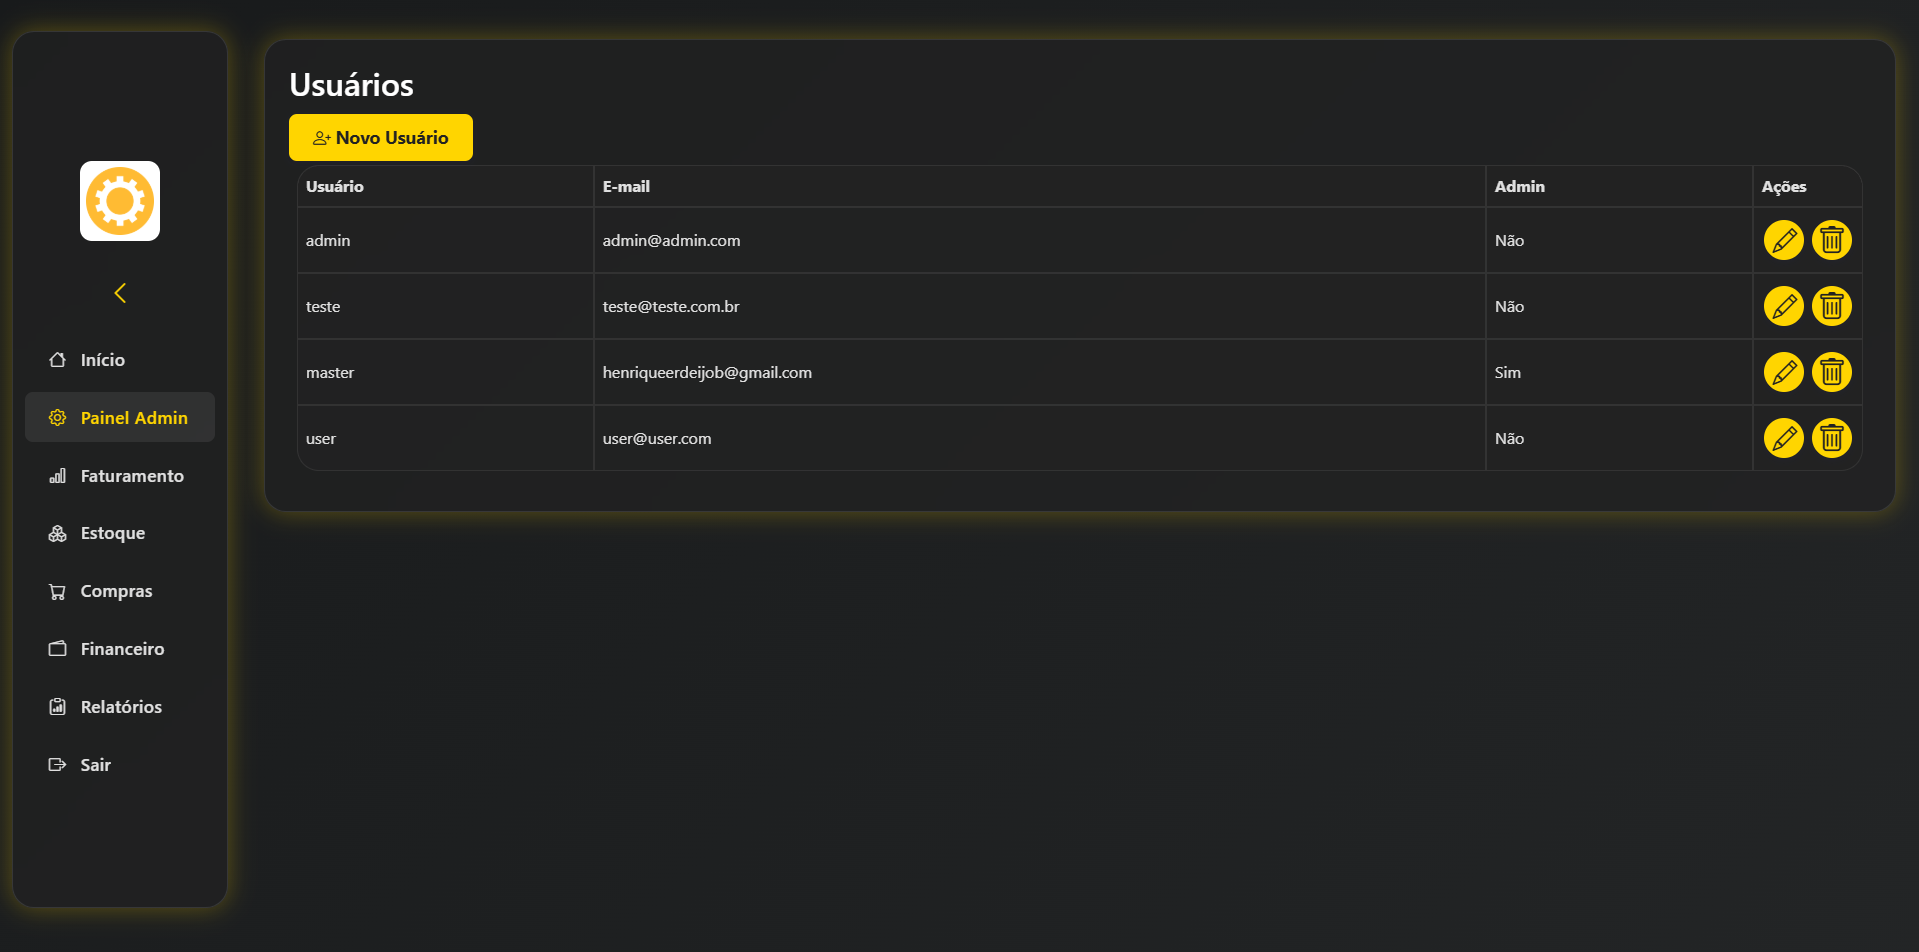 Início
Painel Admin
Faturamento
Estoque
Compras
Financeiro
Relatórios
Sair
Usuários
Novo Usuário
Usuário E-mail Admin Ações
admin admin@admin.com Não
teste teste@teste.com.br Não
master henriqueerdeijob@gmail.com Sim
user user@user.com Não